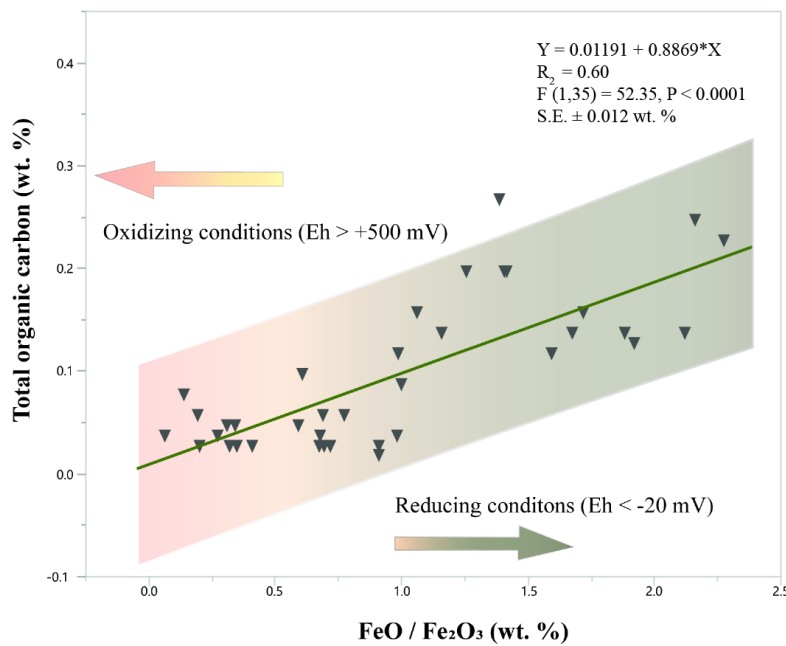 Y = 0.01191 + 0.8869*X
R2 = 0.60
F (1,35) = 52.35, P < 0.0001
S.E. ± 0.012 wt. %
0.4
0.3
0.2
0.1
0.0
-0.1
Total organic carbon (wt. %)
Oxidizing conditions (Eh > +500 mV)
Reducing conditons (Eh < -20 mV)
0.0 0.5 1.0 1.5 2.0 2.5
FeO / Fe₂O₃ (wt. %)